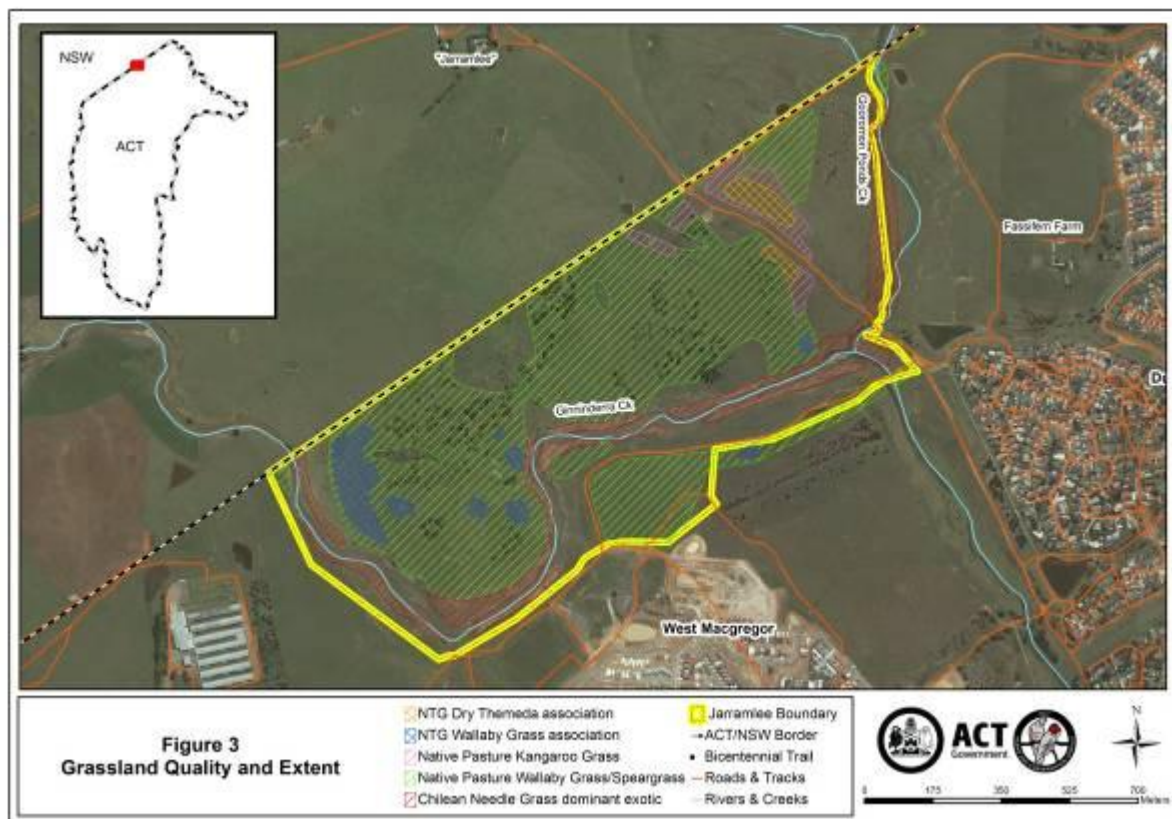 NSW
ACT
"Jarramlee"
Gooromon Ponds Ck
Fassifern Farm
Ginninderra Ck
West Macgregor
Figure 3
Grassland Quality and Extent
NTG Dry Themeda association
NTG Wallaby Grass association
Native Pasture Kangaroo Grass
Native Pasture Wallaby Grass/Speargrass
Chilean Needle Grass dominant exotic
Jarramlee Boundary
ACT/NSW Border
Bicentennial Trail
Roads & Tracks
Rivers & Creeks
ACT
Government
N
0 175 350 525 700
Meters